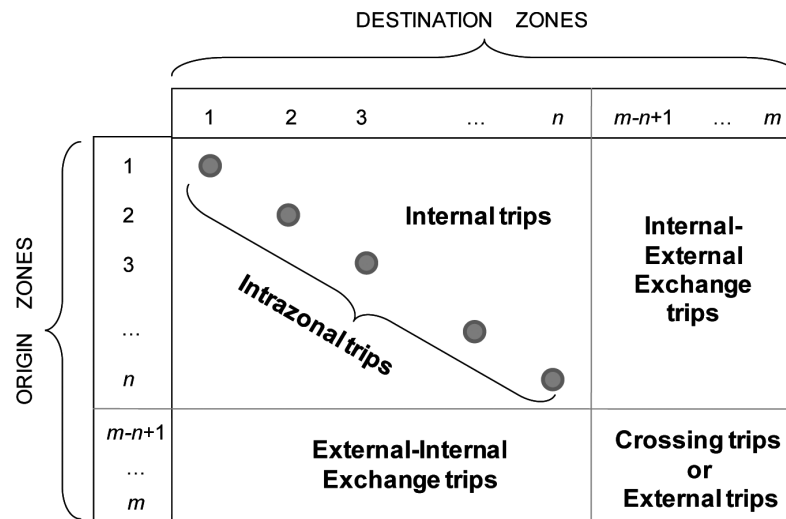 DESTINATION ZONES
1 2 3 ... n m-n+1 ... m
ORIGIN ZONES
1
2
3
...
n
m-n+1
...
m
Internal trips
Intrazonal trips
Internal-
External
Exchange
trips
External-Internal
Exchange trips
Crossing trips
or
External trips